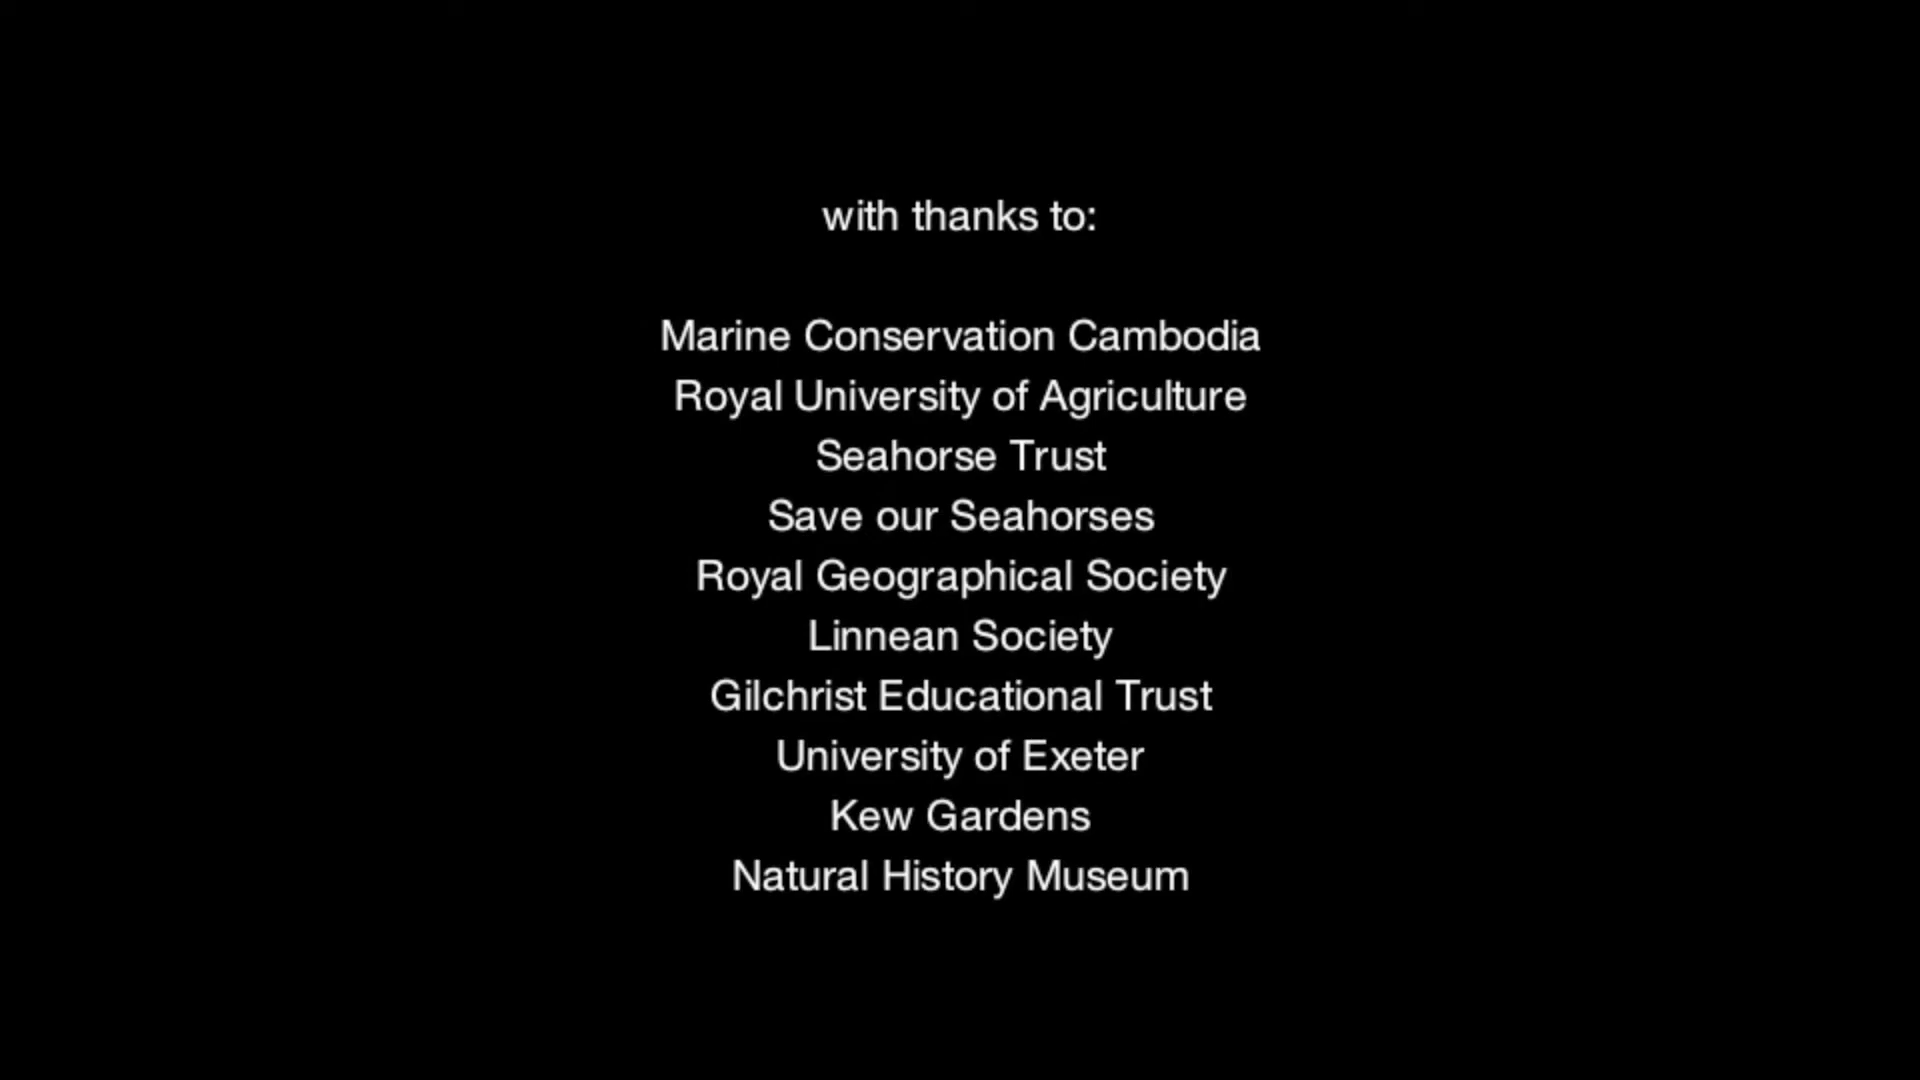 with thanks to:
Marine Conservation Cambodia
Royal University of Agriculture
Seahorse Trust
Save our Seahorses
Royal Geographical Society
Linnean Society
Gilchrist Educational Trust
University of Exeter
Kew Gardens
Natural History Museum